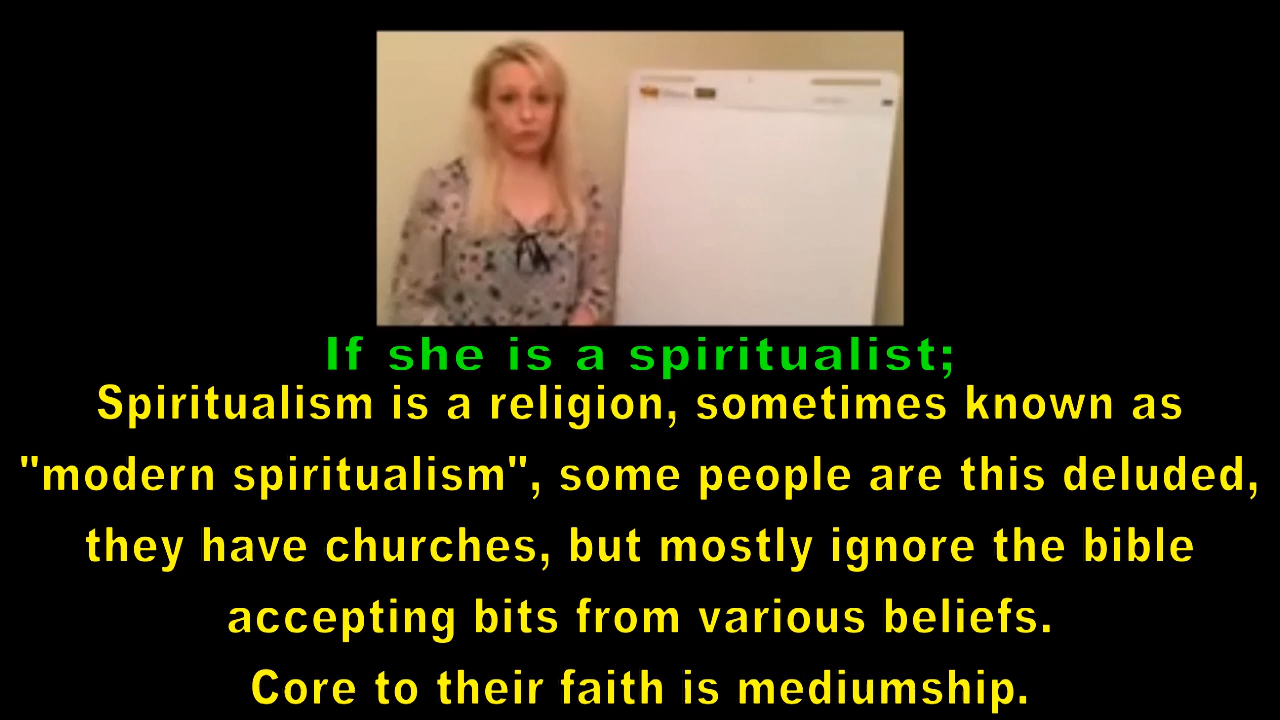 If she is a spiritualist;
Spiritualism is a religion, sometimes known as
"modern spiritualism", some people are this deluded,
they have churches, but mostly ignore the bible
accepting bits from various beliefs.
Core to their faith is mediumship.